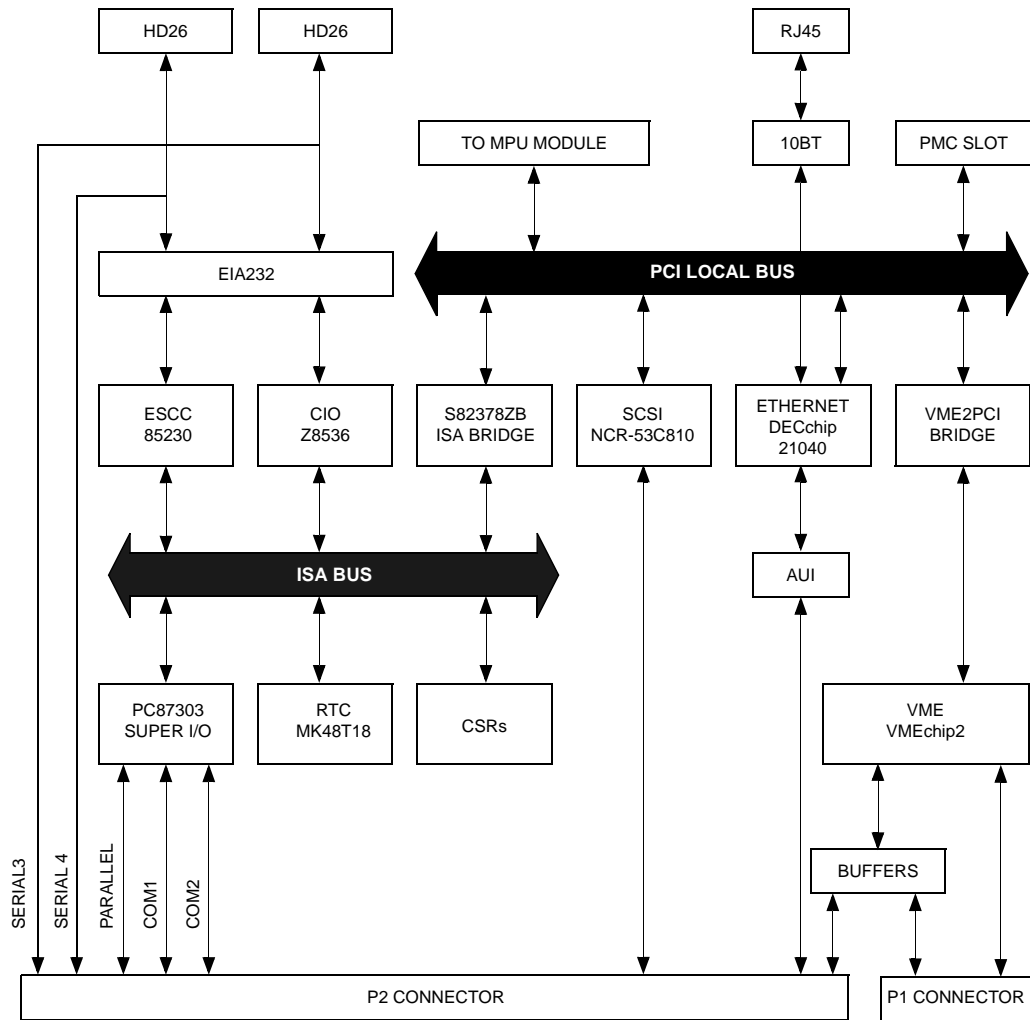 HD26
HD26
RJ45
TO MPU MODULE
10BT
PMC SLOT
EIA232
PCI LOCAL BUS
ESCC
85230
CIO
Z8536
S82378ZB
ISA BRIDGE
SCSI
NCR-53C810
ETHERNET
DECchip
21040
VME2PCI
BRIDGE
ISA BUS
AUI
PC87303
SUPER I/O
RTC
MK48T18
CSRs
VME
VMEchip2
SERIAL3
SERIAL 4
PARALLEL
COM1
COM2
BUFFERS
P2 CONNECTOR
P1 CONNECTOR